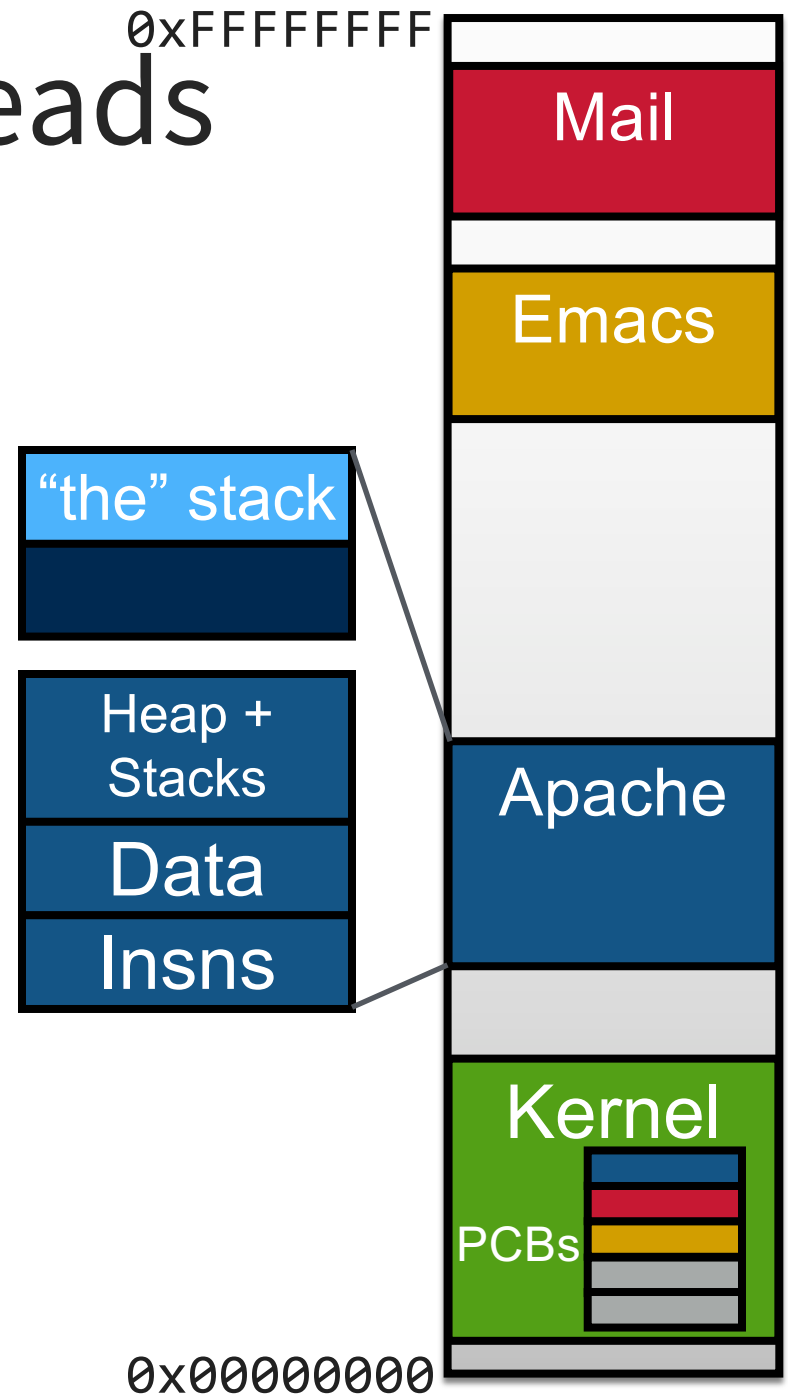 0xFFFFFFFF
eads
Mail
Emacs
“the” stack
Heap +
Stacks
Data
Insns
Apache
Kernel
PCBs
0x00000000